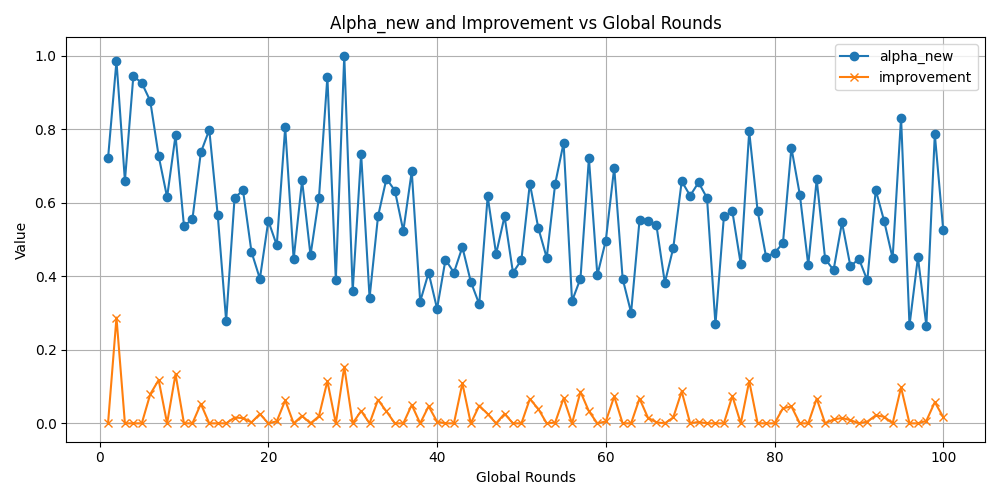 Alpha_new and Improvement vs Global Rounds
alpha_new
improvement
Value
1.0
0.8
0.6
0.4
0.2
0.0
0
20
40
60
80
100
Global Rounds